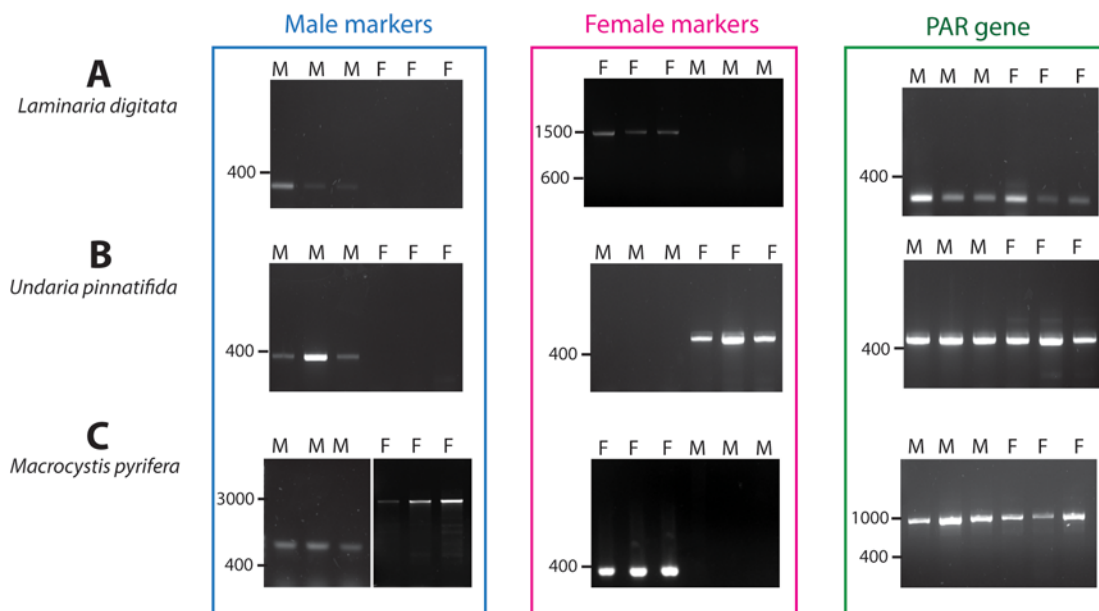 Male markers Female markers PAR gene
A
Laminaria digitata
M M M F F F
400
F F F M M M
1500
600
M M M F F F
400
B
Undaria pinnatifida
M M M F F F
400
M M M F F F
400
M M M F F F
400
C
Macrocystis pyrifera
M M M F F F
3000
400
F F F M M M
400
M M M F F F
1000
400